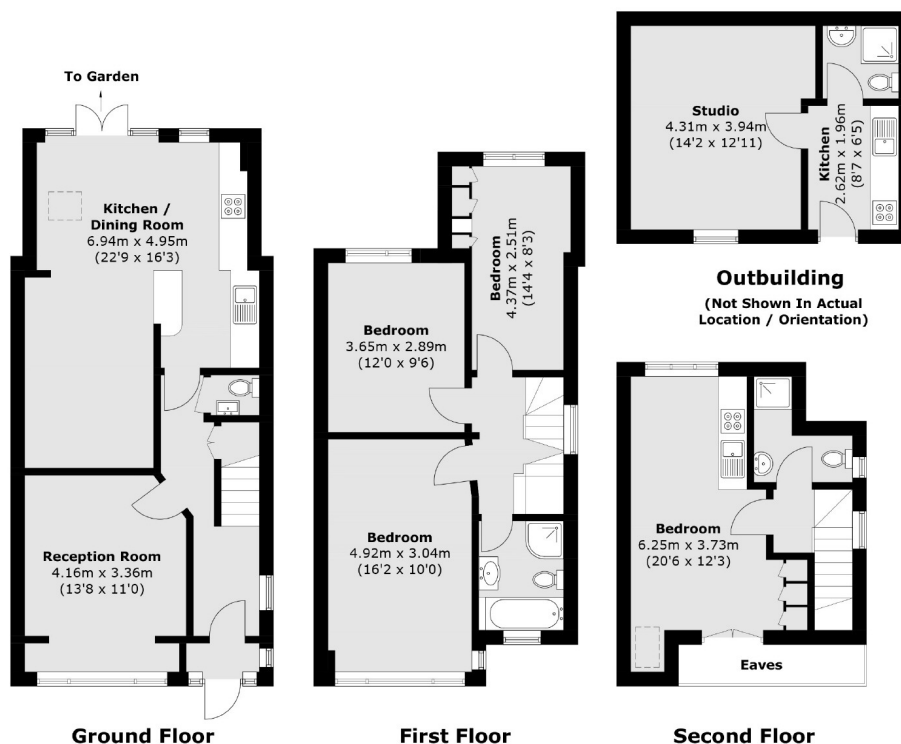 To Garden
Kitchen /
Dining Room
6.94m x 4.95m
(22'9 x 16'3)
Reception Room
4.16m x 3.36m
(13'8 x 11'0)
Ground Floor
Bedroom
4.37m x 2.51m
(14'4 x 8'3)
Bedroom
3.65m x 2.89m
(12'0 x 9'6)
Bedroom
4.92m x 3.04m
(16'2 x 10'0)
First Floor
Studio
4.31m x 3.94m
(14'2 x 12'11)
Kitchen
2.62m x 1.96m
(8'7 x 6'5)
Outbuilding
(Not Shown In Actual
Location / Orientation)
Bedroom
6.25m x 3.73m
(20'6 x 12'3)
Eaves
Second Floor